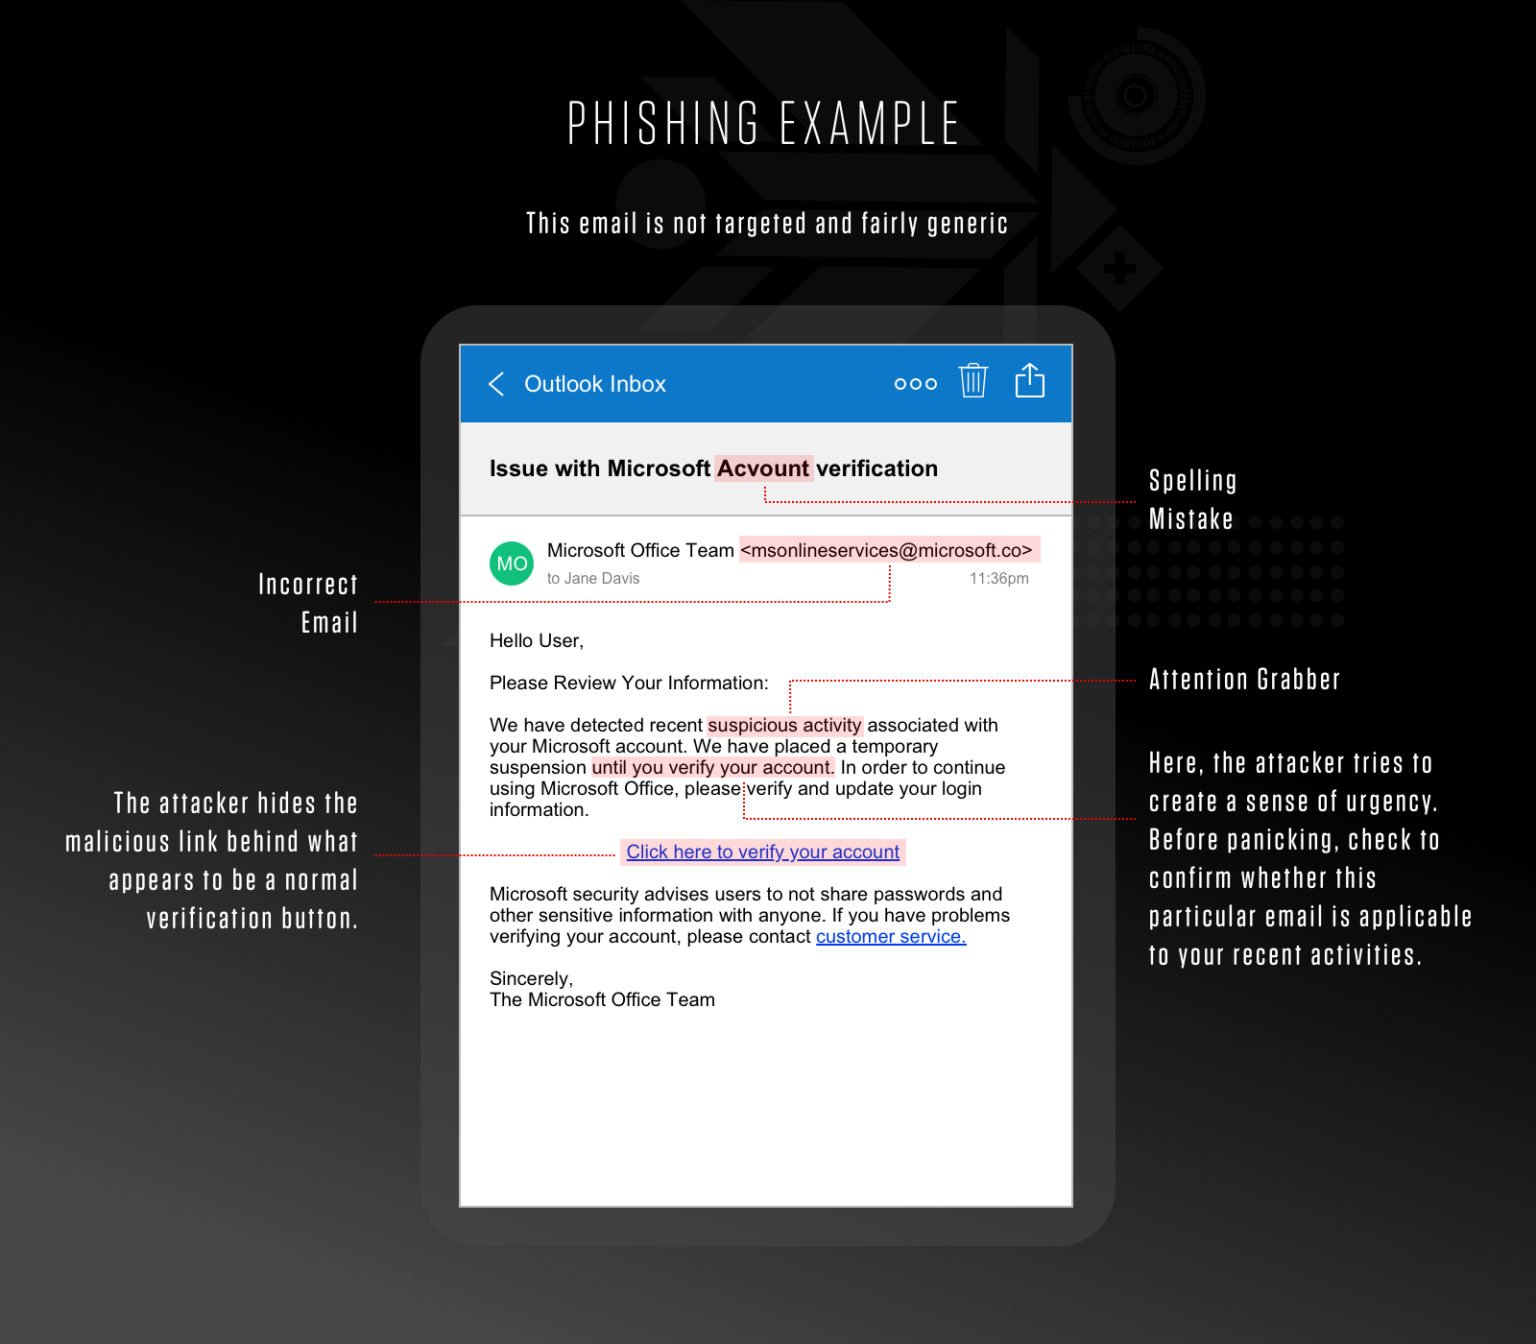 PHISHING EXAMPLE
This email is not targeted and fairly generic
Outlook Inbox
Issue with Microsoft Acvount verification
Spelling
Mistake
MO
Microsoft Office Team <msonlineservices@microsoft.co>
to Jane Davis
11:36pm
Incorrect
Email
Hello User,
Please Review Your Information:
Attention Grabber
We have detected recent suspicious activity associated with
your Microsoft account. We have placed a temporary
suspension until you verify your account. In order to continue
using Microsoft Office, please verify and update your login
information.
Here, the attacker tries to
create a sense of urgency.
Before panicking, check to
confirm whether this
particular email is applicable
to your recent activities.
The attacker hides the
malicious link behind what
appears to be a normal
verification button.
Click here to verify your account
Microsoft security advises users to not share passwords and
other sensitive information with anyone. If you have problems
verifying your account, please contact customer service.
Sincerely,
The Microsoft Office Team